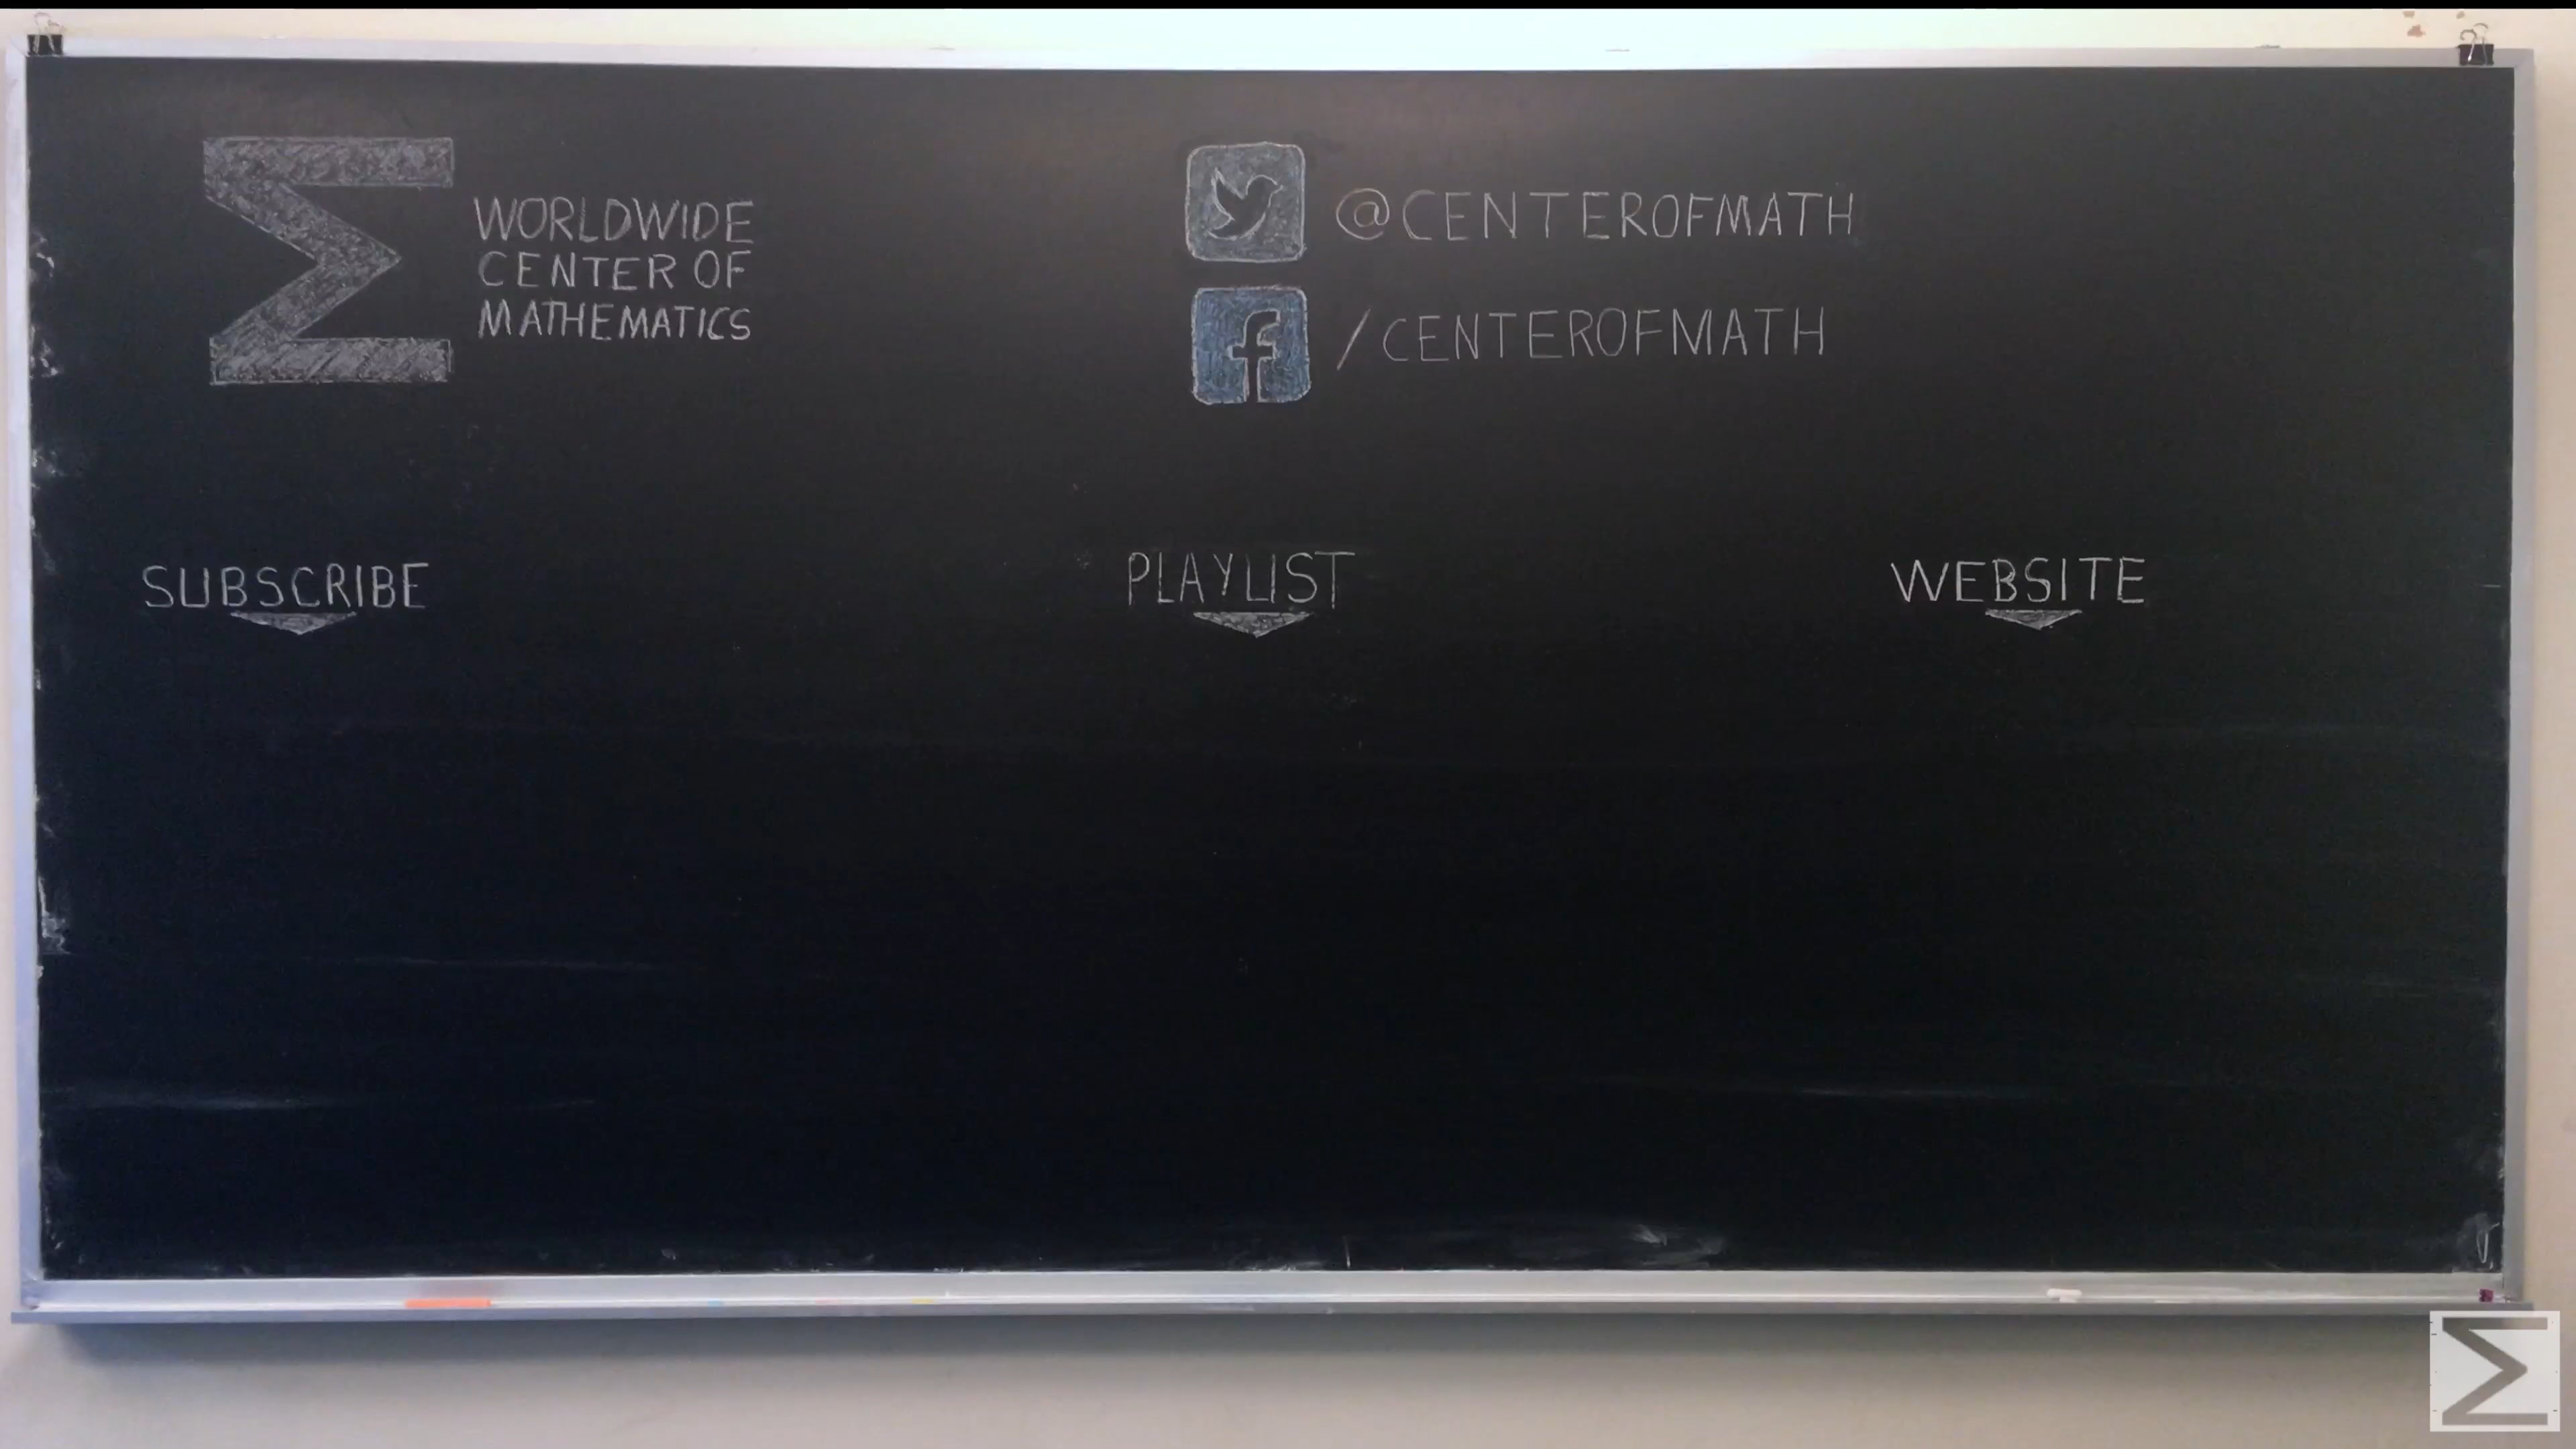 WORLDWIDE
CENTER OF
MATHEMATICS
@CENTEROFMATH
/CENTEROFMATH
SUBSCRIBE
PLAYLIST
WEBSITE